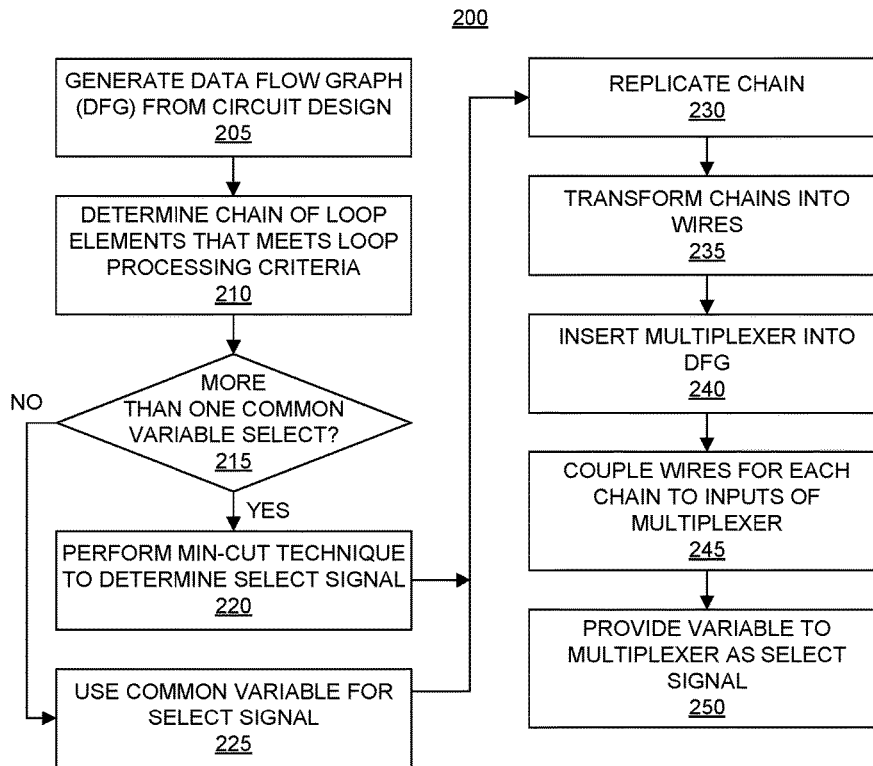 200
GENERATE DATA FLOW GRAPH
(DFG) FROM CIRCUIT DESIGN
205
DETERMINE CHAIN OF LOOP
ELEMENTS THAT MEETS LOOP
PROCESSING CRITERIA
210
MORE
THAN ONE COMMON
VARIABLE SELECT?
215
NO
YES
PERFORM MIN-CUT TECHNIQUE
TO DETERMINE SELECT SIGNAL
220
USE COMMON VARIABLE FOR
SELECT SIGNAL
225
REPLICATE CHAIN
230
TRANSFORM CHAINS INTO
WIRES
235
INSERT MULTIPLEXER INTO
DFG
240
COUPLE WIRES FOR EACH
CHAIN TO INPUTS OF
MULTIPLEXER
245
PROVIDE VARIABLE TO
MULTIPLEXER AS SELECT
SIGNAL
250